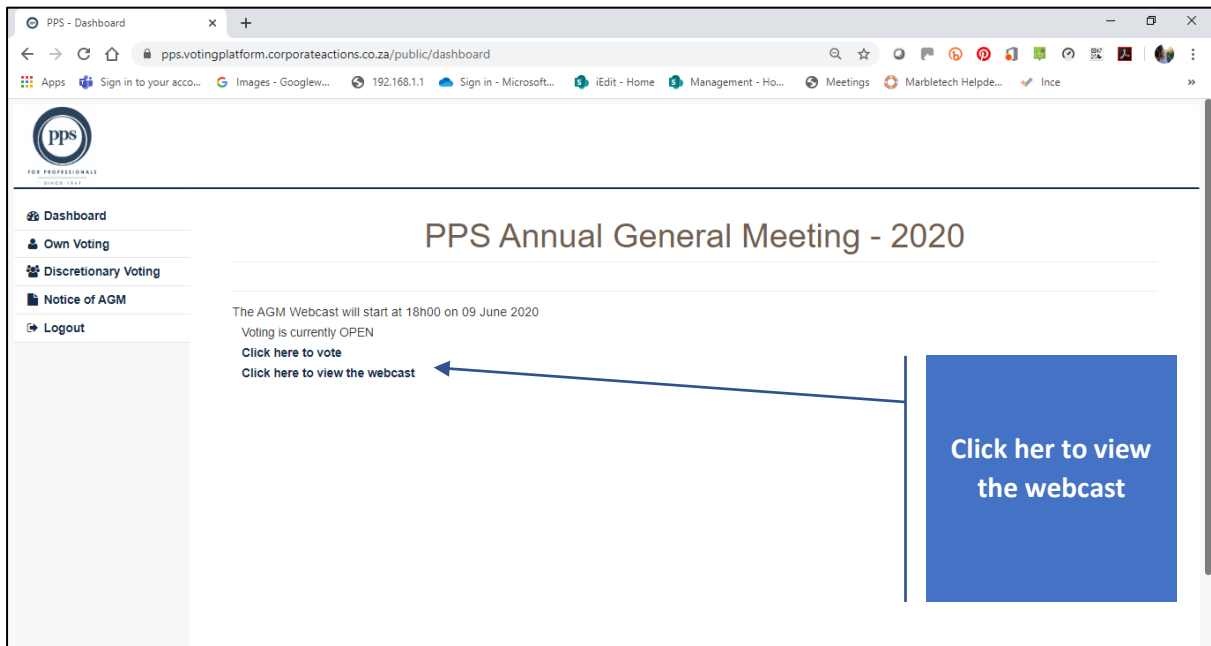 PPS - Dashboard
pps.votingplatform.corporateactions.co.za/public/dashboard
Apps Sign in to your acco... Images - Googlew... 192.168.1.1 Sign in - Microsoft... iEdit - Home Management - Ho... Meetings Marbletech Helpde... Ince
pps
FOR PROFESSIONALS
SINCE 1941
Dashboard
Own Voting
Discretionary Voting
Notice of AGM
Logout
PPS Annual General Meeting - 2020
The AGM Webcast will start at 18h00 on 09 June 2020
Voting is currently OPEN
Click here to vote
Click here to view the webcast
Click her to view
the webcast